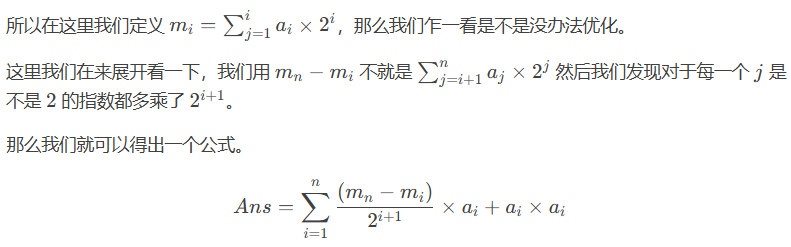 所以在这里我们定义 $m_i = \sum_{j=1}^{i} a_i \times 2^i$，那么我们乍一看是不是没办法优化。
这里我们在来展开看一下，我们用 $m_n - m_i$ 不就是 $\sum_{j=i+1}^{n} a_j \times 2^j$ 然后我们发现对于每一个 $j$ 是
不是 $2$ 的指数都多乘了 $2^{i+1}$。
那么我们就可以得出一个公式。
$Ans = \sum_{i=1}^{n} \frac{(m_n - m_i)}{2^{i+1}} \times a_i + a_i \times a_i$